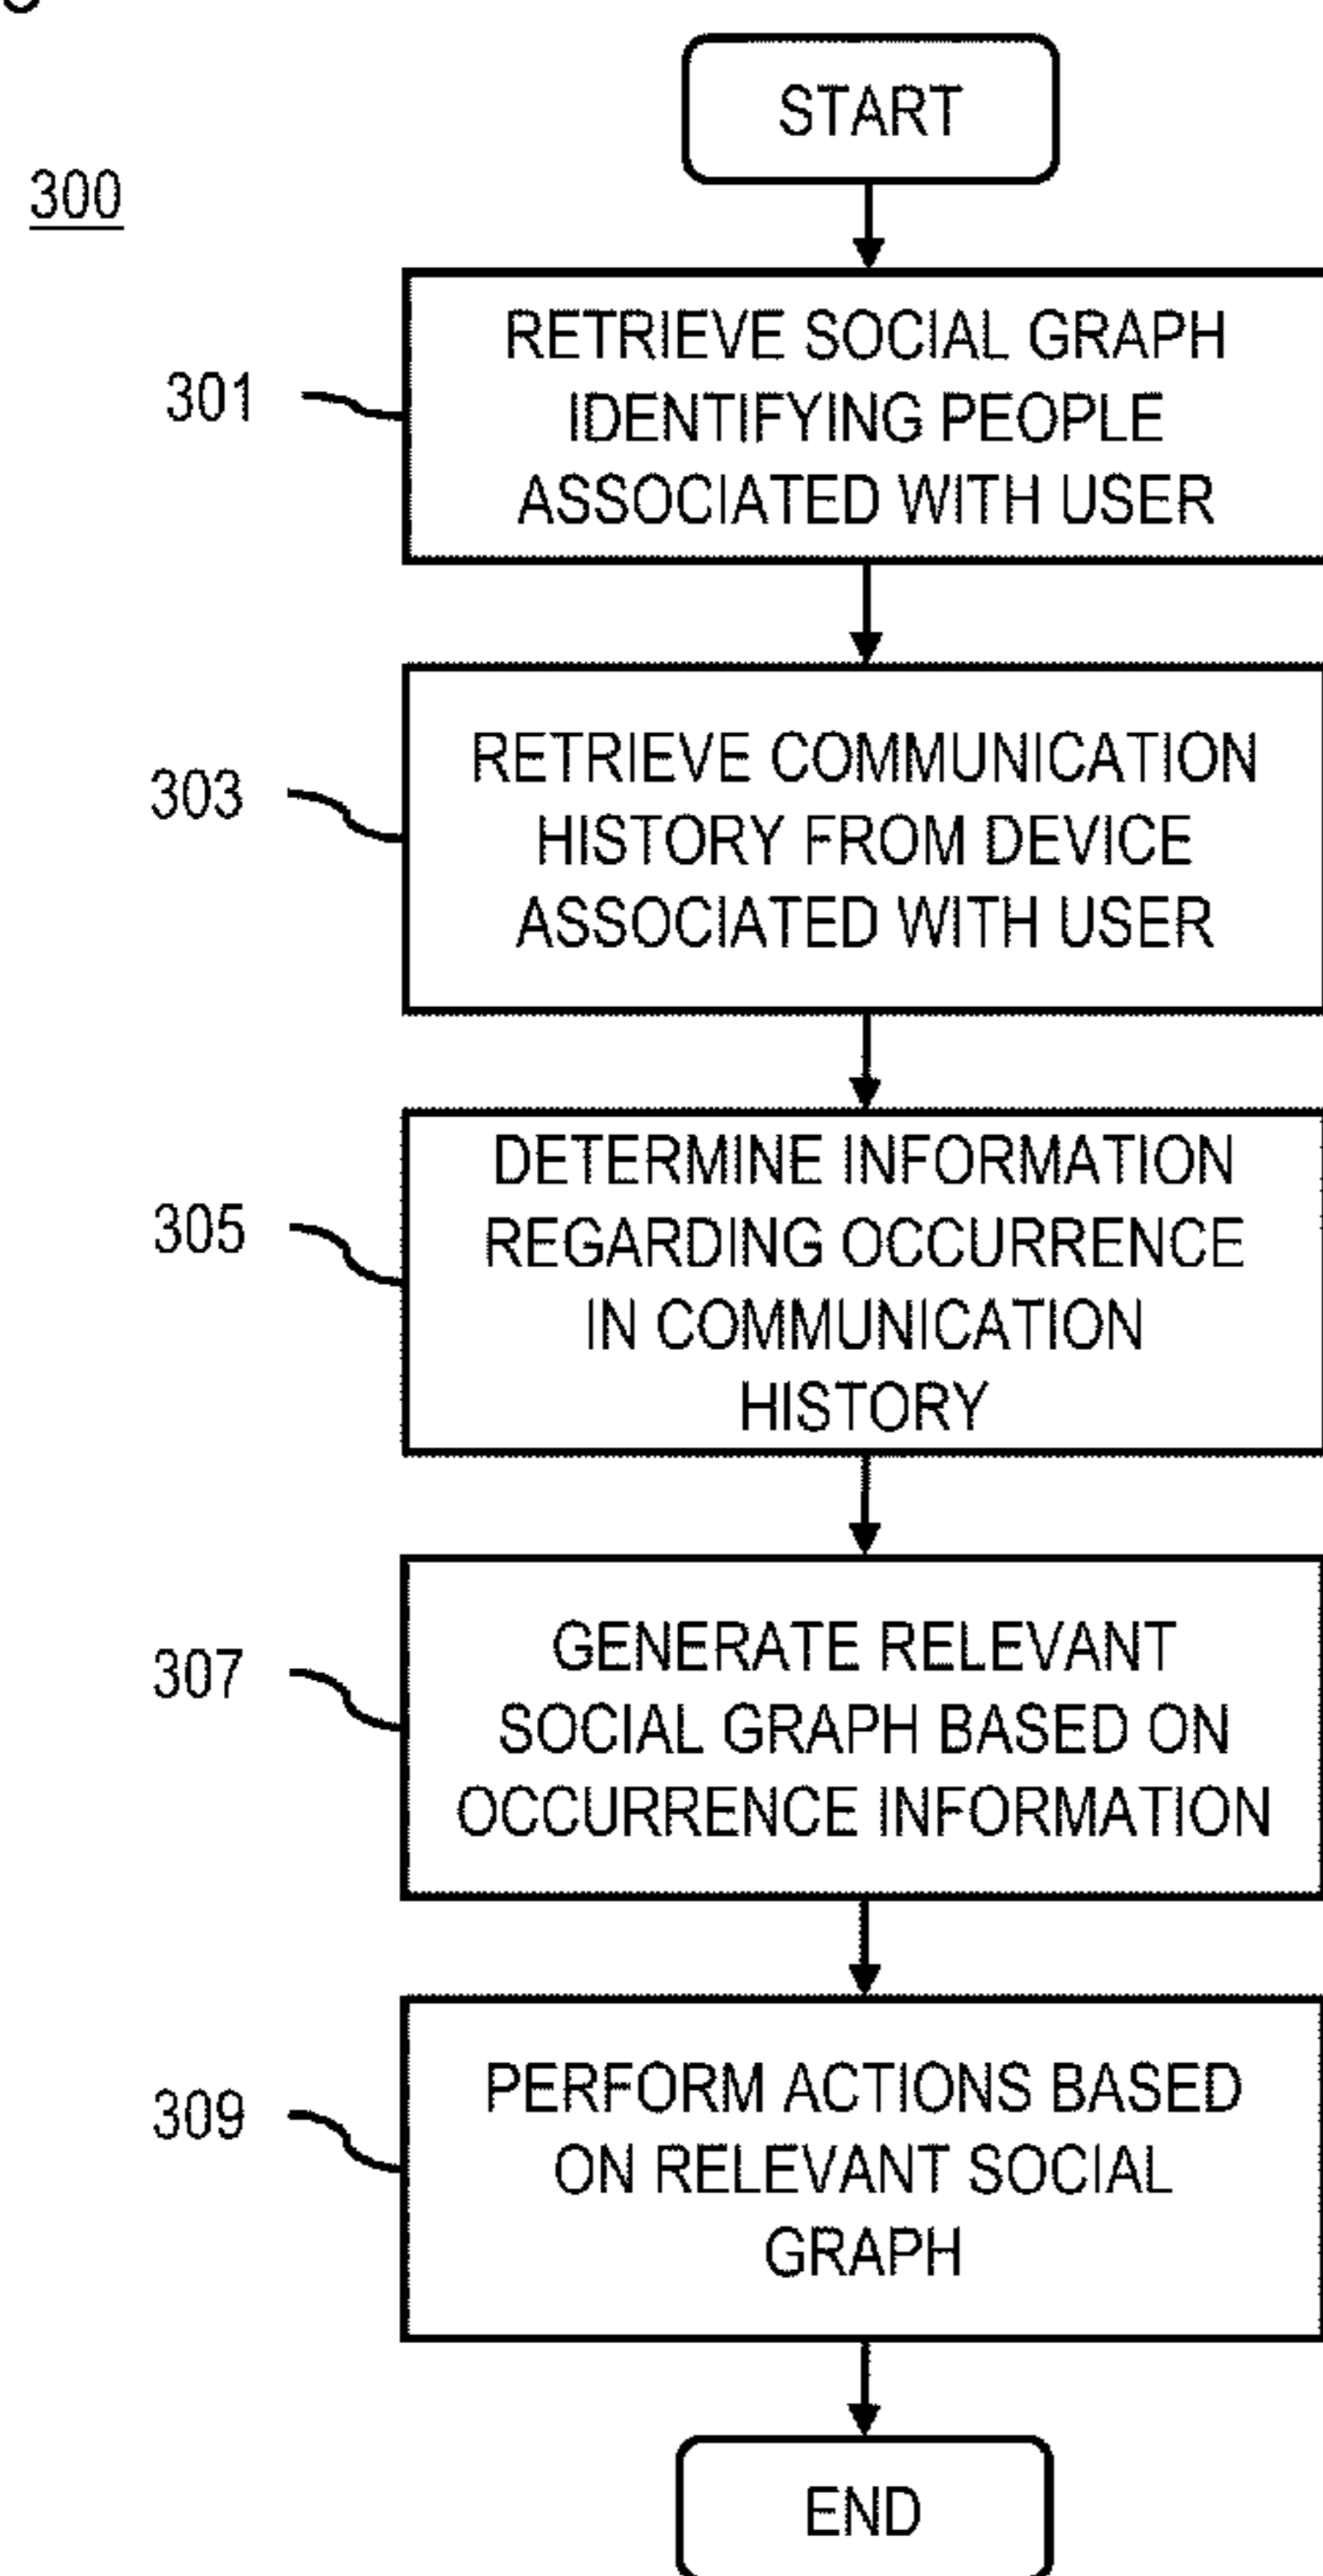 START
300
RETRIEVE SOCIAL GRAPH
IDENTIFYING PEOPLE
ASSOCIATED WITH USER
301
RETRIEVE COMMUNICATION
HISTORY FROM DEVICE
ASSOCIATED WITH USER
303
DETERMINE INFORMATION
REGARDING OCCURRENCE
IN COMMUNICATION
HISTORY
305
GENERATE RELEVANT
SOCIAL GRAPH BASED ON
OCCURRENCE INFORMATION
307
PERFORM ACTIONS BASED
ON RELEVANT SOCIAL
GRAPH
309
END